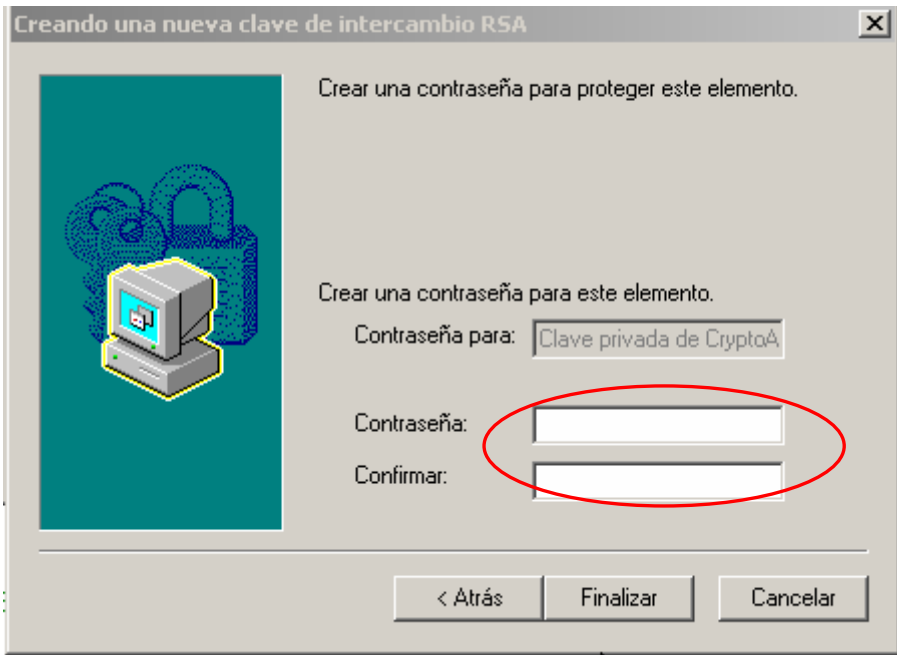 Creando una nueva clave de intercambio RSA
Crear una contraseña para proteger este elemento.
Crear una contraseña para este elemento.
Contraseña para: Clave privada de CryptoA
Contraseña:
Confirmar:
< Atrás Finalizar Cancelar